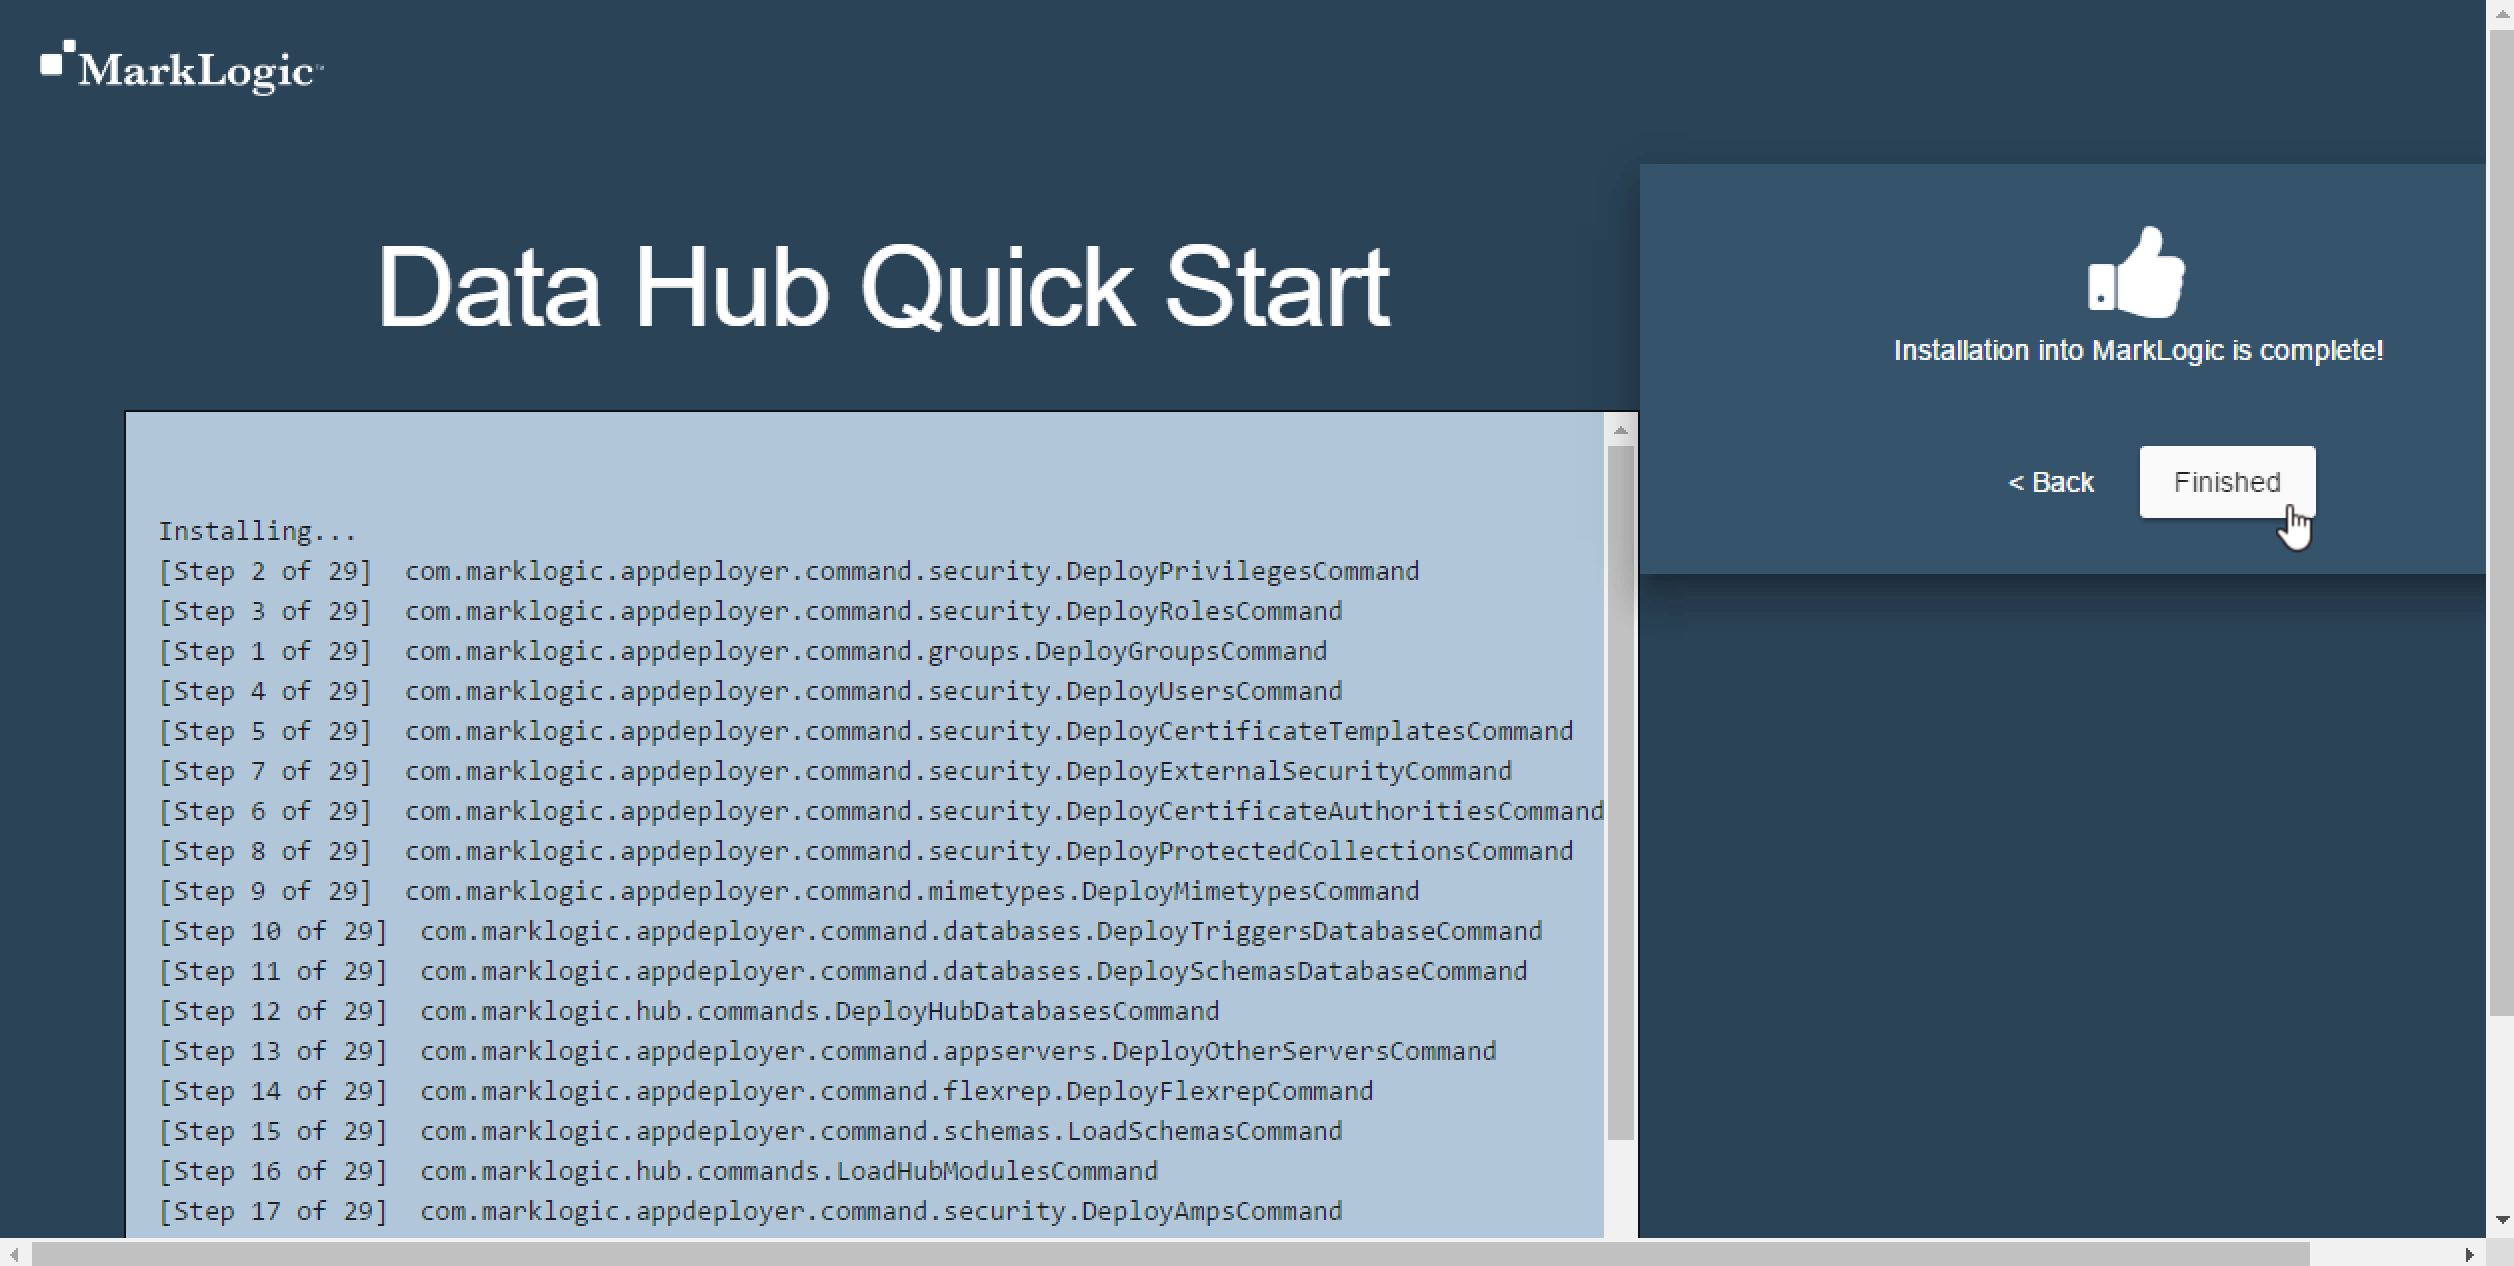 MarkLogic™
Data Hub Quick Start
Installation into MarkLogic is complete!
< Back
Finished
Installing...
[Step 2 of 29]  com.marklogic.appdeployer.command.security.DeployPrivilegesCommand
[Step 3 of 29]  com.marklogic.appdeployer.command.security.DeployRolesCommand
[Step 1 of 29]  com.marklogic.appdeployer.command.groups.DeployGroupsCommand
[Step 4 of 29]  com.marklogic.appdeployer.command.security.DeployUsersCommand
[Step 5 of 29]  com.marklogic.appdeployer.command.security.DeployCertificateTemplatesCommand
[Step 7 of 29]  com.marklogic.appdeployer.command.security.DeployExternalSecurityCommand
[Step 6 of 29]  com.marklogic.appdeployer.command.security.DeployCertificateAuthoritiesCommand
[Step 8 of 29]  com.marklogic.appdeployer.command.security.DeployProtectedCollectionsCommand
[Step 9 of 29]  com.marklogic.appdeployer.command.mimetypes.DeployMimetypesCommand
[Step 10 of 29]  com.marklogic.appdeployer.command.databases.DeployTriggersDatabaseCommand
[Step 11 of 29]  com.marklogic.appdeployer.command.databases.DeploySchemasDatabaseCommand
[Step 12 of 29]  com.marklogic.hub.commands.DeployHubDatabasesCommand
[Step 13 of 29]  com.marklogic.appdeployer.command.appservers.DeployOtherServersCommand
[Step 14 of 29]  com.marklogic.appdeployer.command.flexrep.DeployFlexrepCommand
[Step 15 of 29]  com.marklogic.appdeployer.command.schemas.LoadSchemasCommand
[Step 16 of 29]  com.marklogic.hub.commands.LoadHubModulesCommand
[Step 17 of 29]  com.marklogic.appdeployer.command.security.DeployAmpsCommand